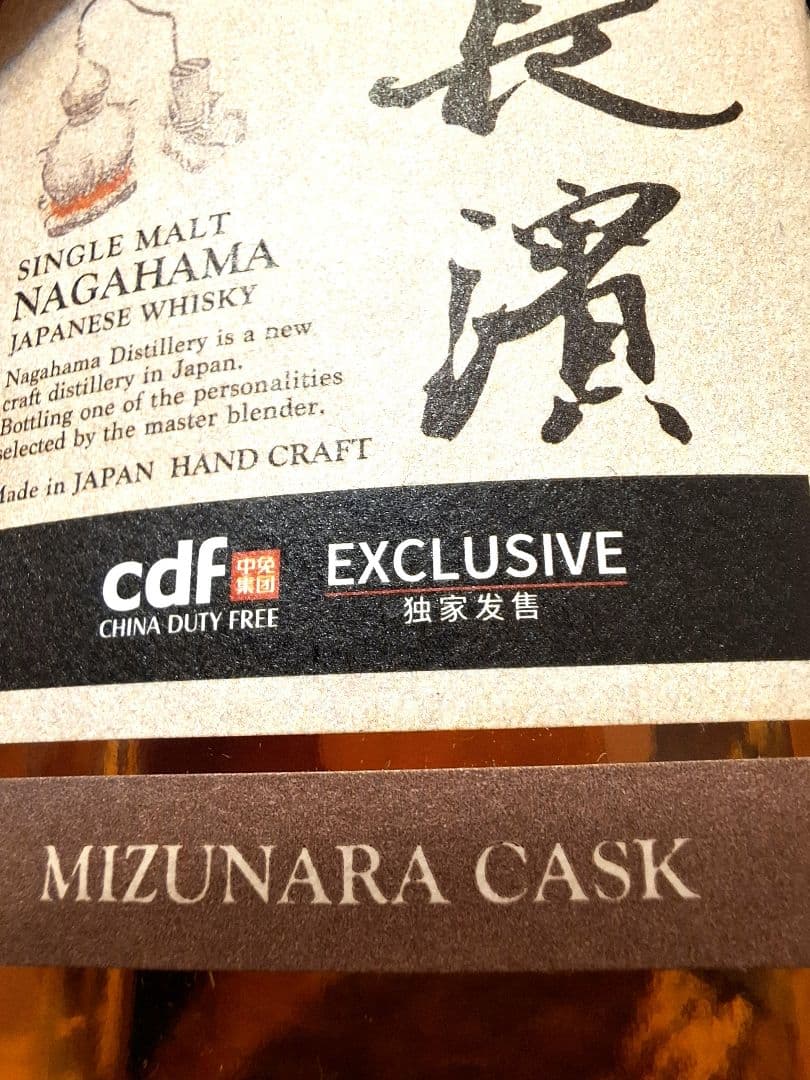 長
濱
SINGLE MALT
NAGAHAMA
JAPANESE WHISKY
Nagahama Distillery is a new
craft distillery in Japan.
Bottling one of the personalities
selected by the master blender.
Made in JAPAN HAND CRAFT
cdf 中免
集团
CHINA DUTY FREE
EXCLUSIVE
独家发售
MIZUNARA CASK